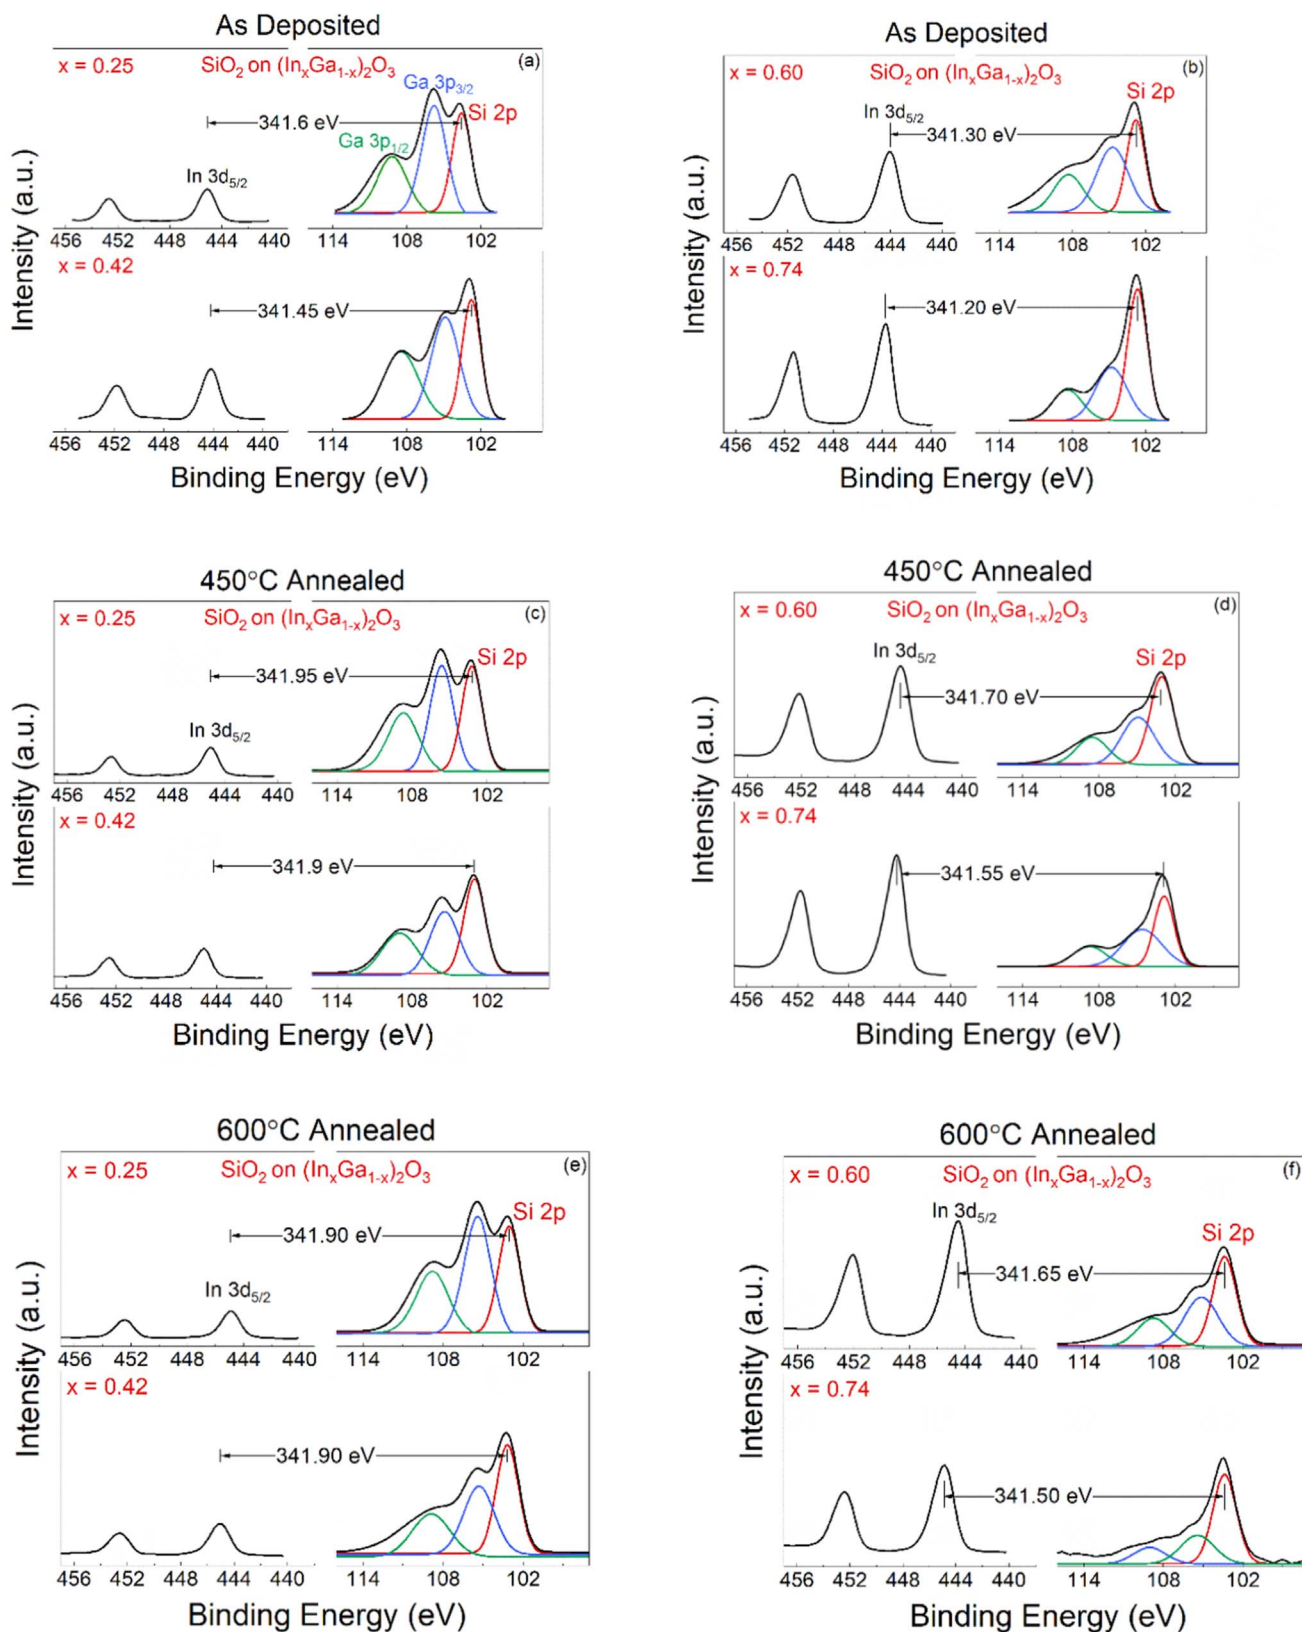 As Deposited
x = 0.25 SiO₂ on (InₓGa₁₋ₓ)₂O₃ (a)
Ga 3p₃/₂
Si 2p
341.6 eV
Ga 3p₁/₂
In 3d₅/₂
456 452 448 444 440 114 108 102
x = 0.42
341.45 eV
456 452 448 444 440 114 108 102
Intensity (a.u.)
Binding Energy (eV)
As Deposited
x = 0.60 SiO₂ on (InₓGa₁₋ₓ)₂O₃ (b)
Si 2p
In 3d₅/₂
341.30 eV
456 452 448 444 440 114 108 102
x = 0.74
341.20 eV
456 452 448 444 440 114 108 102
Intensity (a.u.)
Binding Energy (eV)
450°C Annealed
x = 0.25 SiO₂ on (InₓGa₁₋ₓ)₂O₃ (c)
Si 2p
341.95 eV
In 3d₅/₂
456 452 448 444 440 114 108 102
x = 0.42
341.9 eV
456 452 448 444 440 114 108 102
Intensity (a.u.)
Binding Energy (eV)
450°C Annealed
x = 0.60 SiO₂ on (InₓGa₁₋ₓ)₂O₃ (d)
In 3d₅/₂
Si 2p
341.70 eV
456 452 448 444 440 114 108 102
x = 0.74
341.55 eV
456 452 448 444 440 114 108 102
Intensity (a.u.)
Binding Energy (eV)
600°C Annealed
x = 0.25 SiO₂ on (InₓGa₁₋ₓ)₂O₃ (e)
Si 2p
341.90 eV
In 3d₅/₂
456 452 448 444 440 114 108 102
x = 0.42
341.90 eV
456 452 448 444 440 114 108 102
Intensity (a.u.)
Binding Energy (eV)
600°C Annealed
x = 0.60 SiO₂ on (InₓGa₁₋ₓ)₂O₃ (f)
In 3d₅/₂
Si 2p
341.65 eV
456 452 448 444 440 114 108 102
x = 0.74
341.50 eV
456 452 448 444 440 114 108 102
Intensity (a.u.)
Binding Energy (eV)